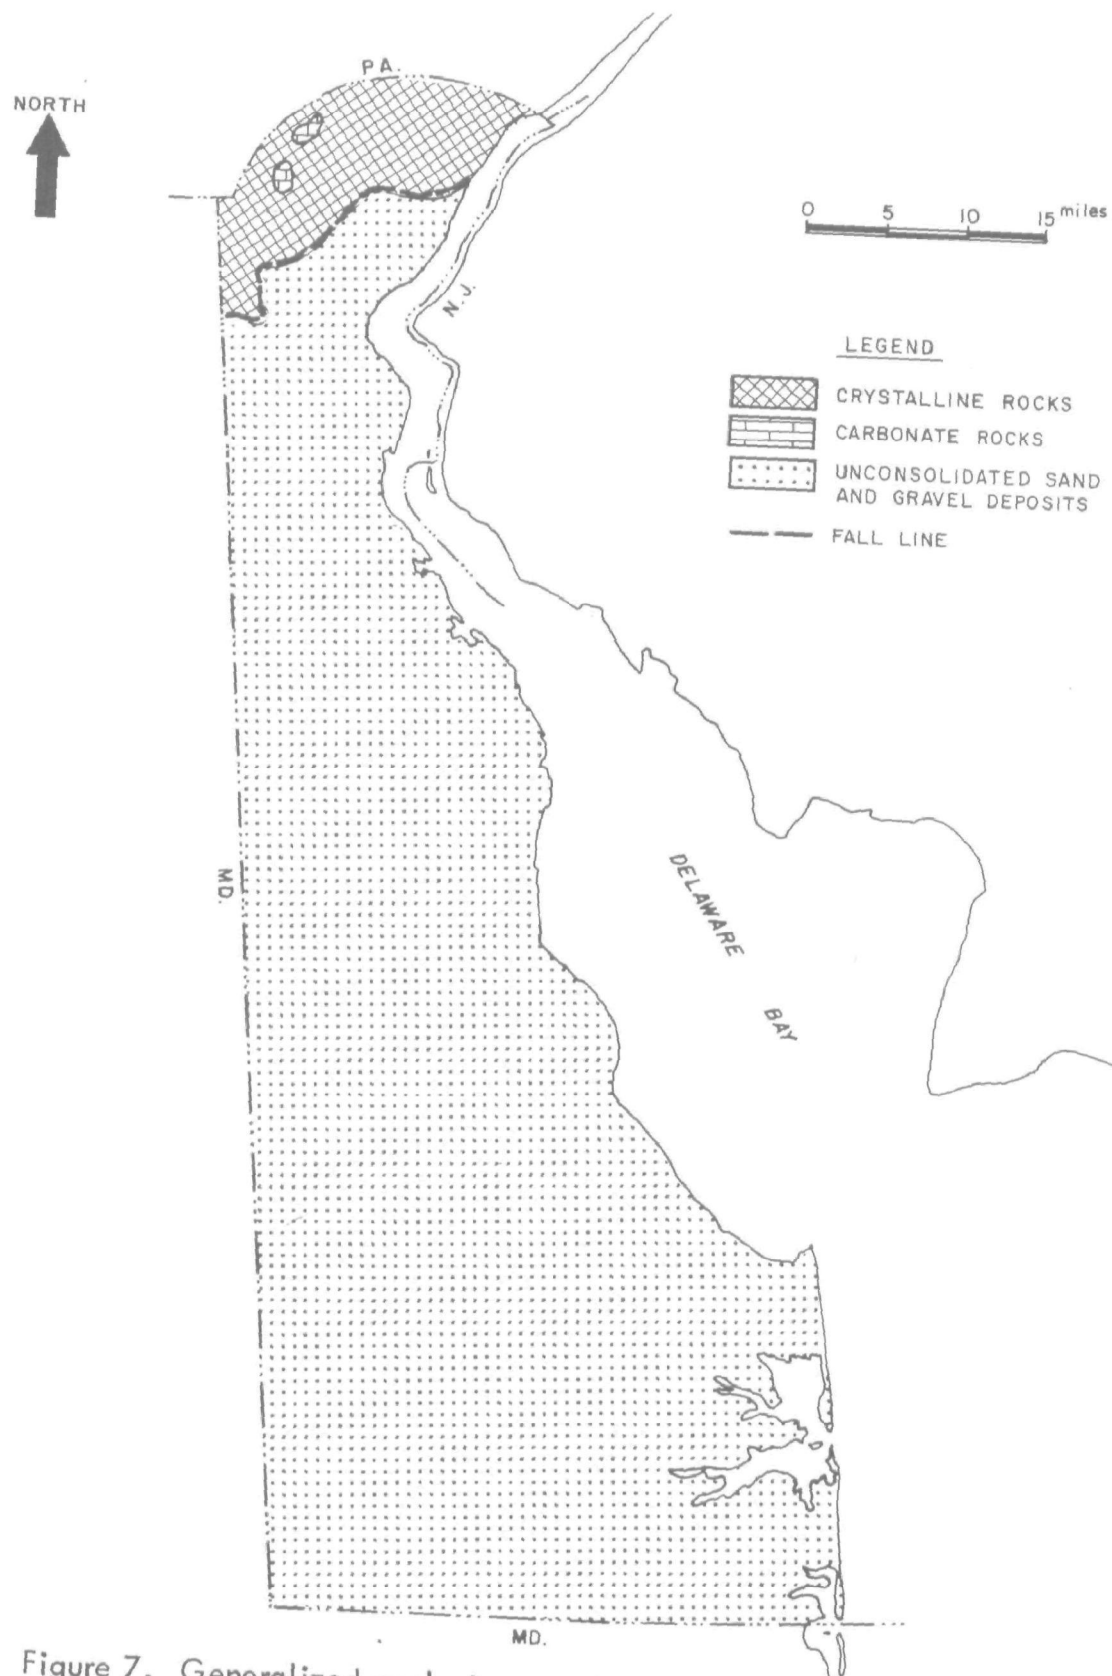 PA.
NORTH
0 5 10 15 miles
N.J.
LEGEND
CRYSTALLINE ROCKS
CARBONATE ROCKS
UNCONSOLIDATED SAND
AND GRAVEL DEPOSITS
FALL LINE
MD.
DELAWARE
BAY
MD.
Figure 7. Generalized